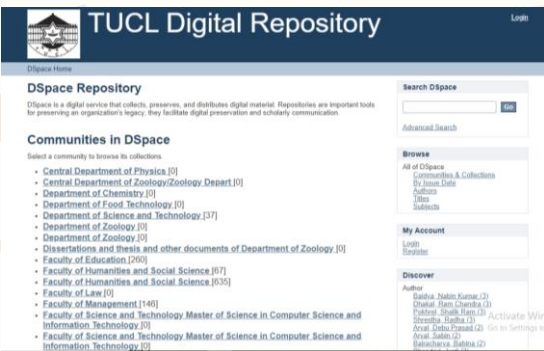 TUCL Digital Repository
Login
DSpace Home
DSpace Repository
DSpace is a digital service that collects, preserves, and distributes digital material. Repositories are important tools
for preserving an organization's legacy; they facilitate digital preservation and scholarly communication.
Communities in DSpace
Select a community to browse its collections.
Central Department of Physics [0]
Central Department of Zoology/Zoology Depart [0]
Department of Chemistry [0]
Department of Food Technology [0]
Department of Science and Technology [37]
Department of Zoology [0]
Department of Zoology [0]
Dissertations and thesis and other documents of Department of Zoology [0]
Faculty of Education [260]
Faculty of Humanities and Social Science [67]
Faculty of Humanities and Social Science [635]
Faculty of Law [0]
Faculty of Management [146]
Faculty of Science and Technology Master of Science in Computer Science and
Information Technology [0]
Faculty of Science and Technology Master of Science in Computer Science and
Information Technology [0]
Search DSpace
Go
Advanced Search
Browse
All of DSpace
Communities & Collections
By Issue Date
Authors
Titles
Subjects
My Account
Login
Register
Discover
Author
Baidya, Nabin Kumar (3)
Dhakal, Ram Chandra (3)
Pokhrel, Shalik Ram (3)
Shrestha, Radha (3)
Aryal, Debu Prasad (2)
Aryal, Sabin (2)
Bajracharya, Babina (2)
Activate Win
Go to Settings to